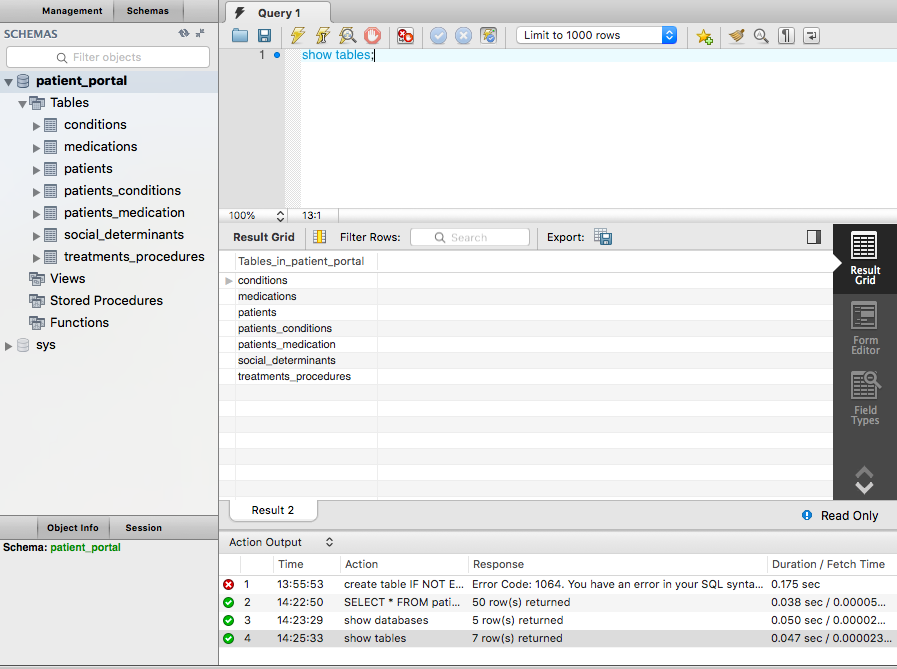 Management Schemas
SCHEMAS
Filter objects
patient_portal
Tables
conditions
medications
patients
patients_conditions
patients_medication
social_determinants
treatments_procedures
Views
Stored Procedures
Functions
sys
Object Info Session
Schema: patient_portal
Query 1
Limit to 1000 rows
1 show tables;
100% 13:1
Result Grid Filter Rows: Search Export:
Tables_in_patient_portal
conditions
medications
patients
patients_conditions
patients_medication
social_determinants
treatments_procedures
Result
Grid
Form
Editor
Field
Types
Result 2 Read Only
Action Output
Time Action Response Duration / Fetch Time
1 13:55:53 create table IF NOT E... Error Code: 1064. You have an error in your SQL synta... 0.175 sec
2 14:22:50 SELECT * FROM pati... 50 row(s) returned 0.038 sec / 0.00005...
3 14:23:29 show databases 5 row(s) returned 0.050 sec / 0.00002...
4 14:25:33 show tables 7 row(s) returned 0.047 sec / 0.000023...